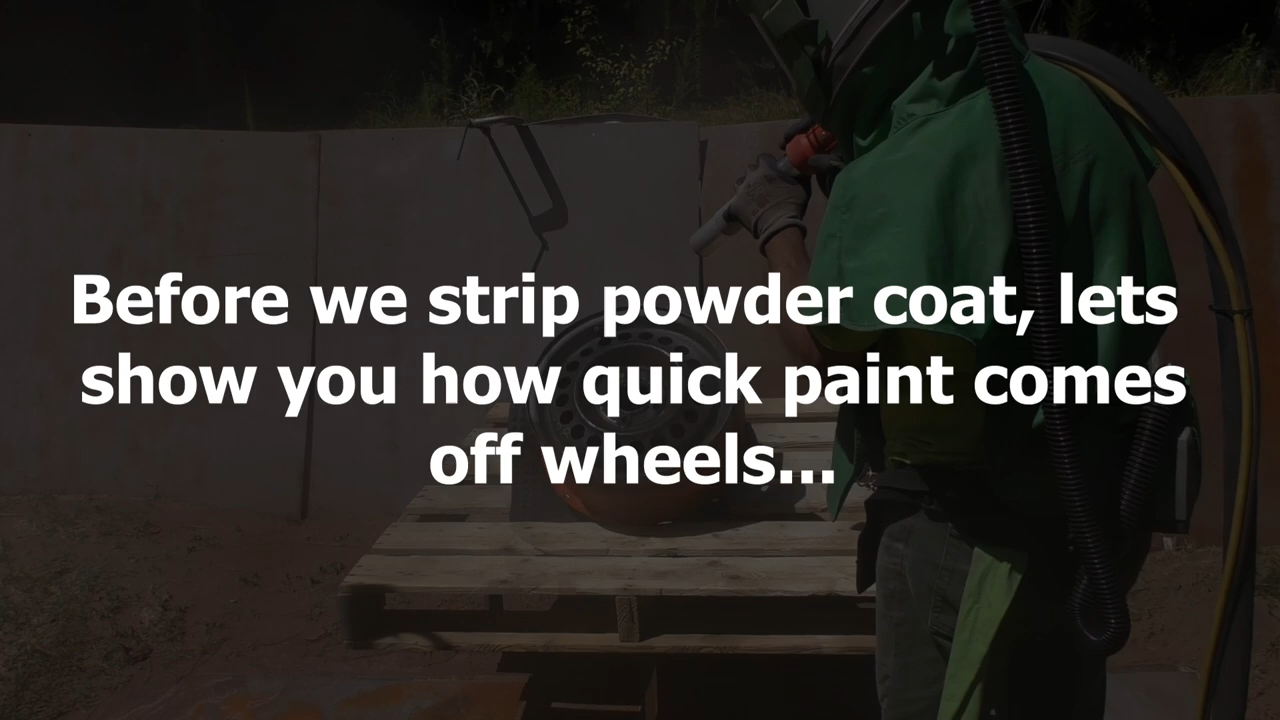 Before we strip powder coat, lets
show you how quick paint comes
off wheels...